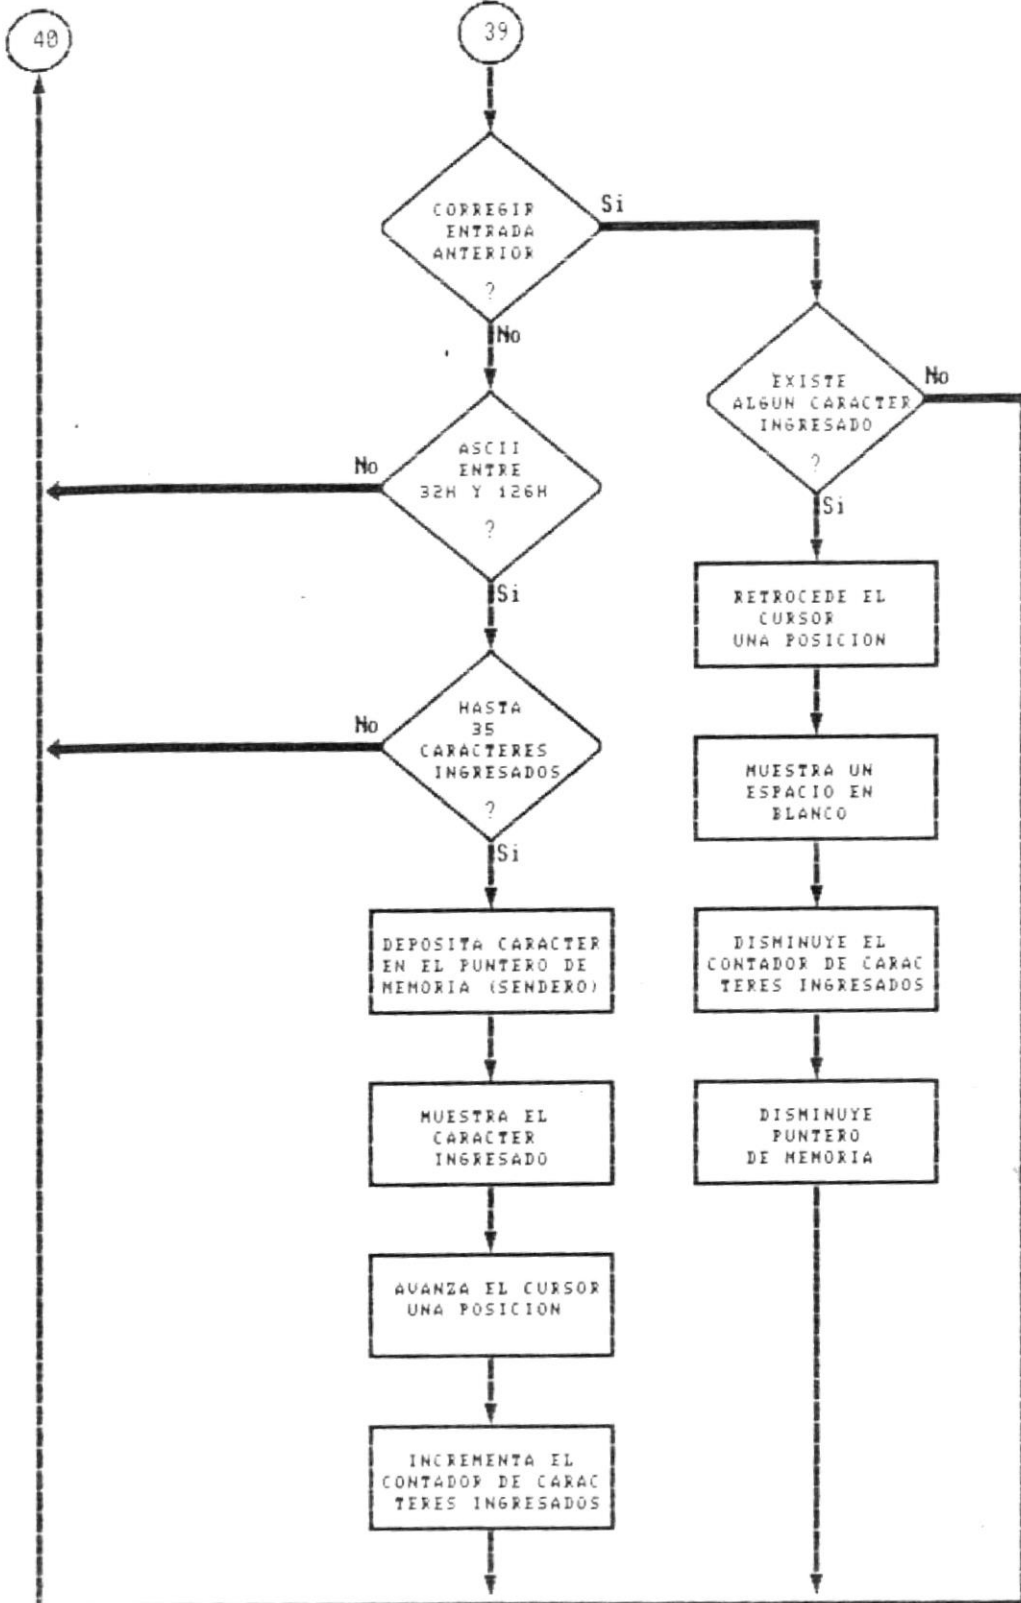 40
39
CORREGIR
ENTRADA
ANTERIOR
?
Si
No
EXISTE
ALGUN CARACTER
INGRESADO
?
No
Si
ASCII
ENTRE
32H Y 126H
?
No
Si
RETROCEDE EL
CURSOR
UNA POSICION
HASTA
35
CARACTERES
INGRESADOS
?
No
Si
MUESTRA UN
ESPACIO EN
BLANCO
DEPOSITA CARACTER
EN EL PUNTERO DE
MEMORIA (SENDERO)
DISMINUYE EL
CONTADOR DE CARAC
TERES INGRESADOS
MUESTRA EL
CARACTER
INGRESADO
DISMINUYE
PUNTERO
DE MEMORIA
AVANZA EL CURSOR
UNA POSICION
INCREMENTA EL
CONTADOR DE CARAC
TERES INGRESADOS